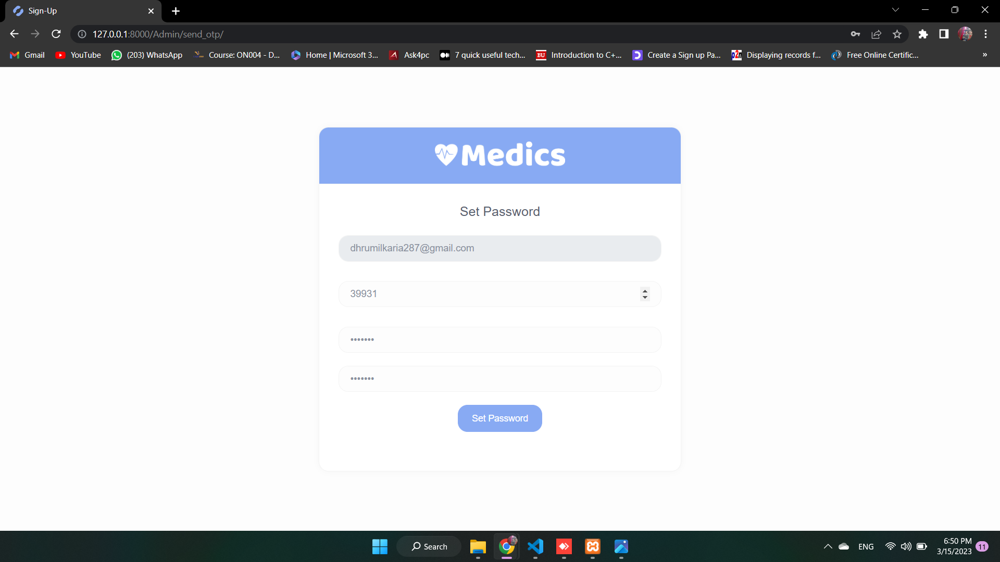 Sign-Up
127.0.0.1:8000/Admin/send_otp/
Gmail
YouTube
(203) WhatsApp
Course: ON004 - D...
Home | Microsoft 3...
Ask4pc
7 quick useful tech...
BU
Introduction to C+...
Create a Sign up Pa...
p2n
Displaying records f...
Free Online Certific...
»
Medics
Set Password
dhrumilkaria287@gmail.com
39931
•••••••
•••••••
Set Password
Search
ENG
6:50 PM
3/15/2023
11